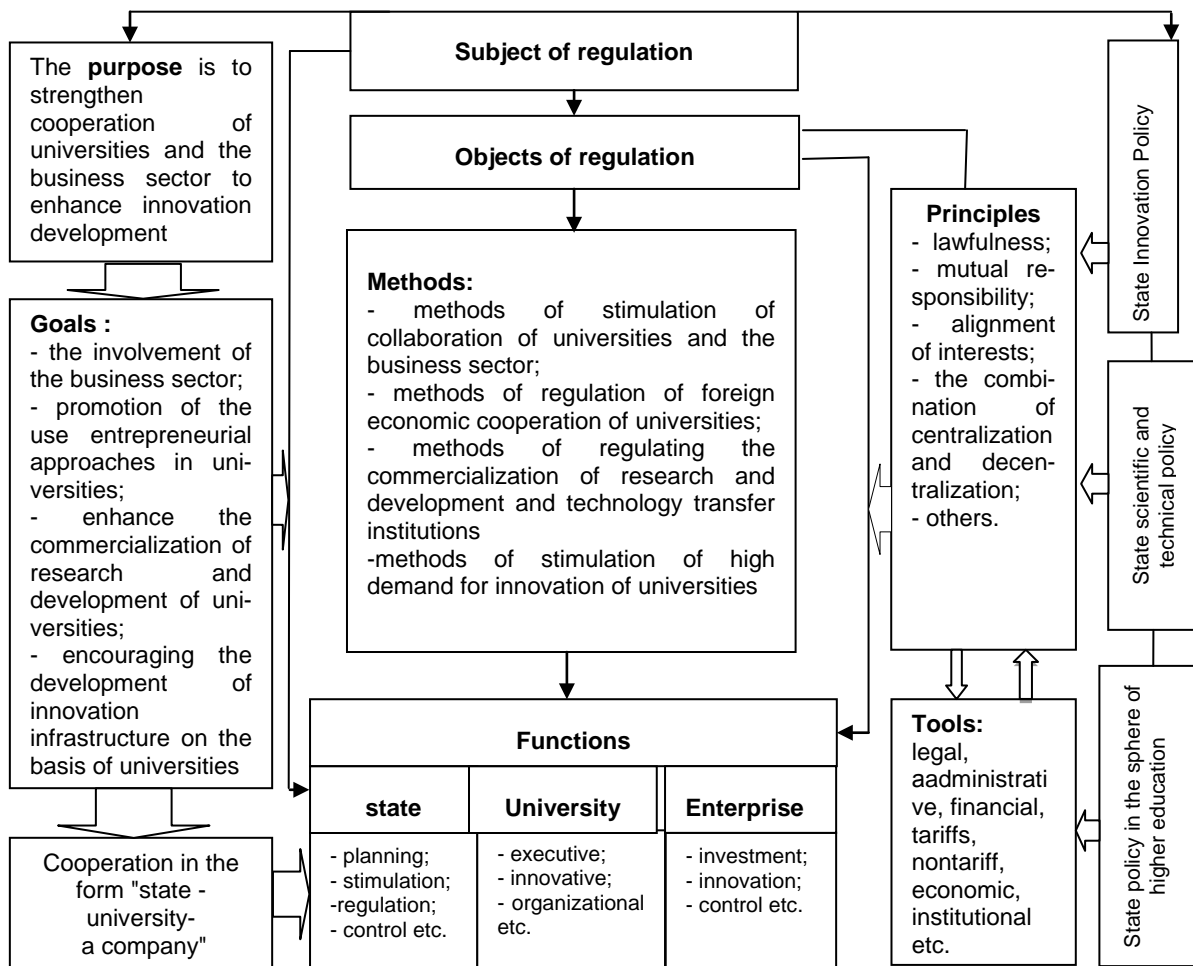 The purpose is to
strengthen
cooperation of
universities and the
business sector to
enhance innovation
development
Subject of regulation
Objects of regulation
Goals :
- the involvement of
the business sector;
- promotion of the
use entrepreneurial
approaches in uni-
versities;
- enhance the
commercialization of
research and
development of uni-
versities;
- encouraging the
development of
innovation
infrastructure on the
basis of universities
Methods:
- methods of stimulation of
collaboration of universities and the
business sector;
- methods of regulation of foreign
economic cooperation of universities;
- methods of regulating the
commercialization of research and
development and technology transfer
institutions
-methods of stimulation of high
demand for innovation of universities
Principles
- lawfulness;
- mutual re-
sponsibility;
- alignment
of interests;
- the combi-
nation of
centralization
and decen-
tralization;
- others.
State Innovation Policy
State scientific and
technical policy
State policy in the sphere of
higher education
Cooperation in the
form "state -
university-
a company"
Functions
state
- planning;
- stimulation;
-regulation;
- control etc.
University
- executive;
- innovative;
- organizational
etc.
Enterprise
- investment;
- innovation;
- control etc.
Tools:
legal,
aadministrati
ve, financial,
tariffs,
nontariff,
economic,
institutional
etc.